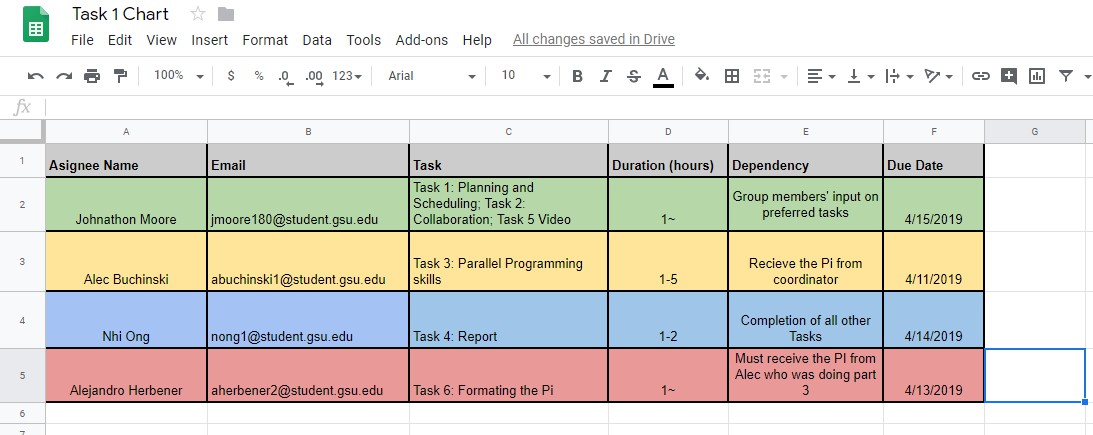 Task 1 Chart
File Edit View Insert Format Data Tools Add-ons Help All changes saved in Drive
100% $ % .0 .00 123 Arial 10 B I S A
fx
A B C D E F G
1 Asignee Name Email Task Duration (hours) Dependency Due Date
2 Johnathon Moore jmoore180@student.gsu.edu Task 1: Planning and
Scheduling; Task 2:
Collaboration; Task 5 Video 1~ Group members' input on
preferred tasks 4/15/2019
3 Alec Buchinski abuchinski1@student.gsu.edu Task 3: Parallel Programming
skills 1-5 Recieve the Pi from
coordinator 4/11/2019
4 Nhi Ong nong1@student.gsu.edu Task 4: Report 1-2 Completion of all other
Tasks 4/14/2019
5 Alejandro Herbener aherbener2@student.gsu.edu Task 6: Formating the Pi 1~ Must receive the PI from
Alec who was doing part
3 4/13/2019
6
7